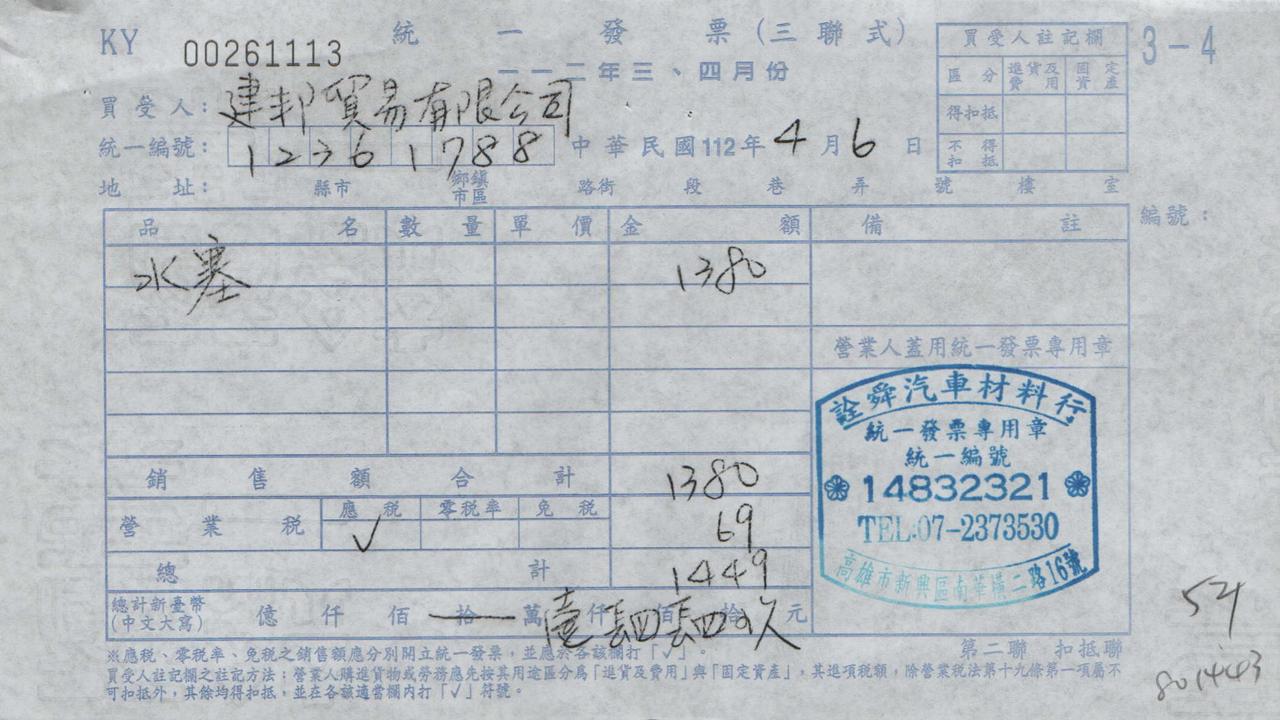 KY 00261113 統一發票(三聯式) 3-4
一一二年三、四月份
買受人: 建邦貿易有限公司
統一編號: 12361788 中華民國112年4月6日
地址: 縣市 鄉鎮市區 路街 段 巷 弄 號 樓 室
買受人註記欄
區分 進貨及費用 固定資產
得扣抵
不得扣抵
編號:
品名 數量 單價 金額 備註
水塞 1380
營業人蓋用統一發票專用章
詮舜汽車材料行
統一發票專用章
統一編號
14832321
TEL:07-2373530
高雄市新興區南華橫二路16號
銷售額合計 1380
營業稅 應稅 零稅率 免稅 69
✓
總計 1449
總計新臺幣
(中文大寫)
億 仟 佰 拾 萬 壹仟 肆佰 肆拾 玖元
※應稅、零稅率、免稅之銷售額應分別開立統一發票,並應於各該欄打「✓」。
第二聯 扣抵聯
買受人註記欄之註記方法:營業人購進貨物或勞務應先按其用途區分為「進貨及費用」與「固定資產」,其進項稅額,除營業稅法第十九條第一項屬不
可扣抵外,其餘均得扣抵,並在各該適當欄內打「✓」符號。
801443